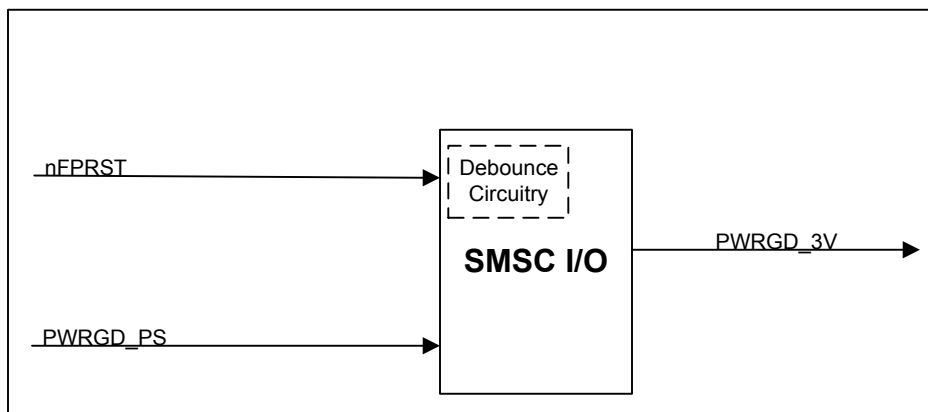 nFPRST
Debounce
Circuitry
SMSC I/O
PWRGD_3V
PWRGD_PS